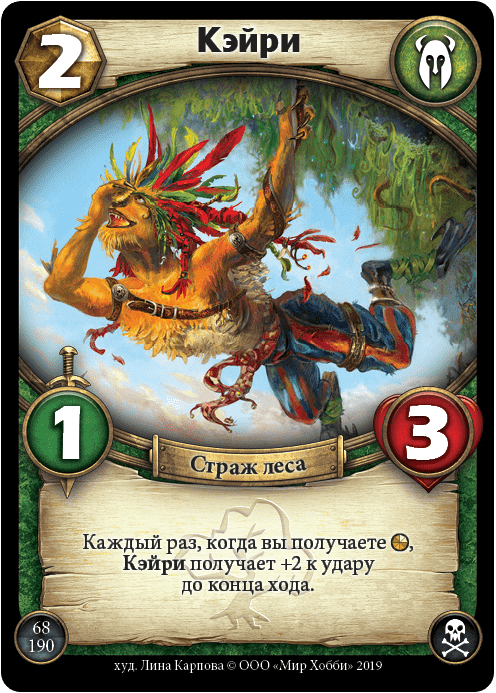 2
Кэйри
1
3
Страж леса
Каждый раз, когда вы получаете ,
Кэйри получает +2 к удару
до конца хода.
68
190
худ. Лина Карпова © ООО «Мир Хобби» 2019